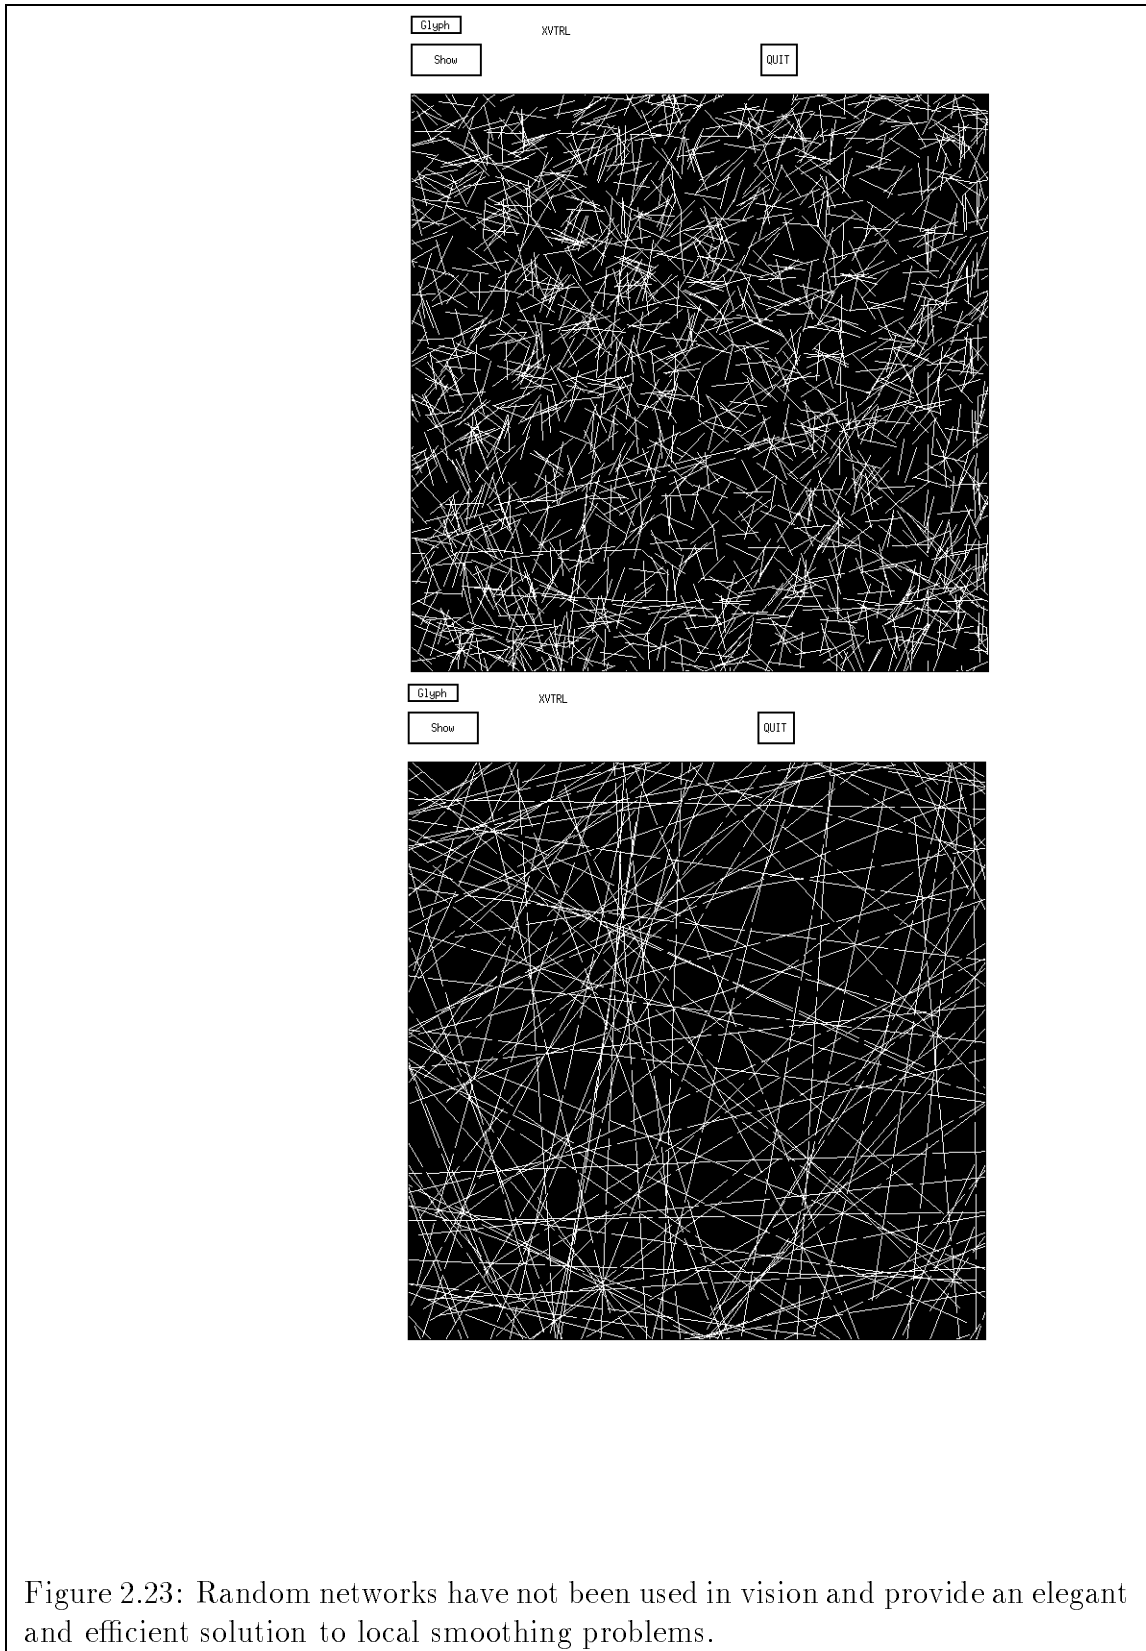 Glyph
XVTRL
Show
QUIT
Glyph
XVTRL
Show
QUIT
Figure 2.23: Random networks have not been used in vision and provide an elegant
and efficient solution to local smoothing problems.